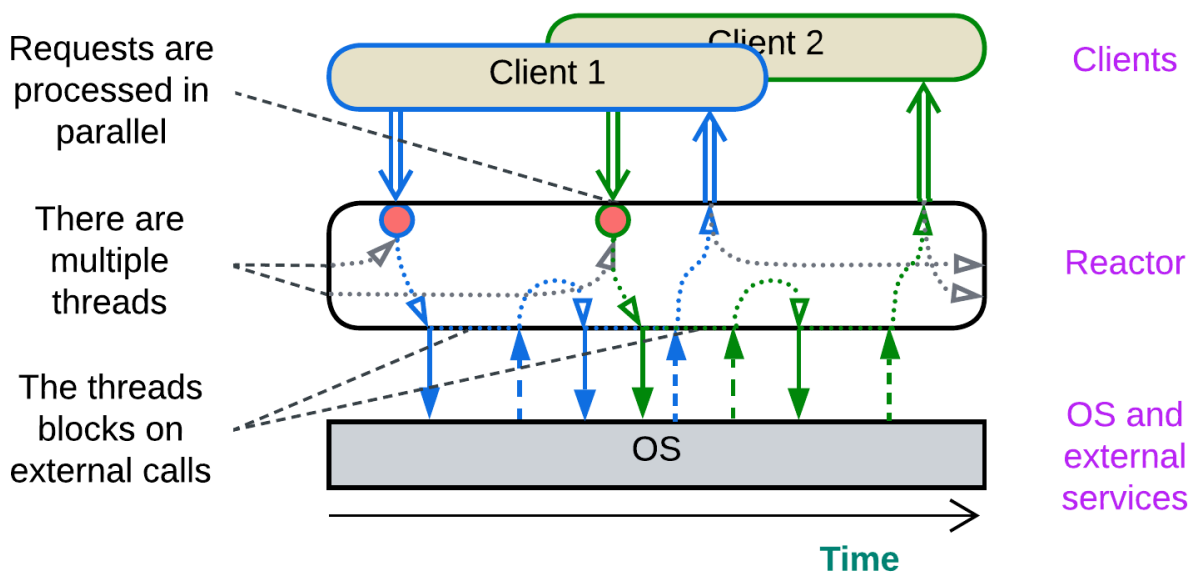 Requests are
processed in
parallel
There are
multiple
threads
The threads
blocks on
external calls
Client 2
Client 1
OS
Time
Clients
Reactor
OS and
external
services